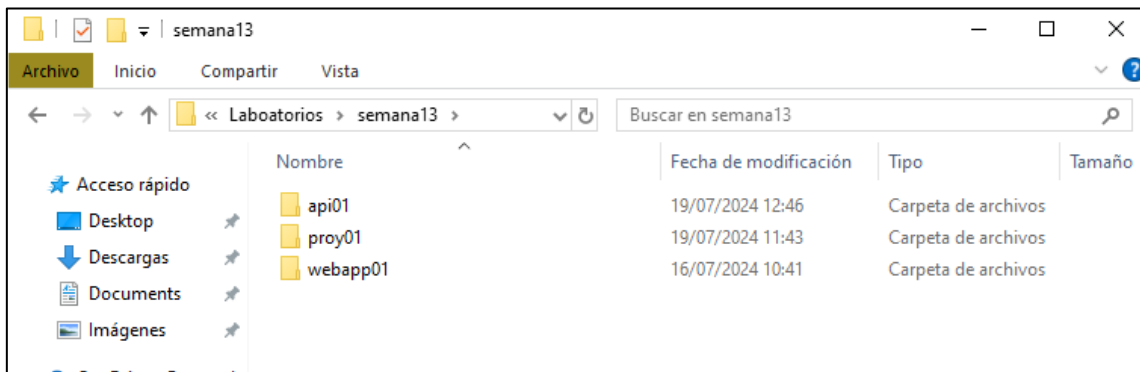 semana13
Archivo Inicio Compartir Vista
« Laboatorios > semana13 > Buscar en semana13
Nombre Fecha de modificación Tipo Tamaño
Acceso rápido
api01 19/07/2024 12:46 Carpeta de archivos
Desktop
proy01 19/07/2024 11:43 Carpeta de archivos
Descargas
webapp01 16/07/2024 10:41 Carpeta de archivos
Documents
Imágenes